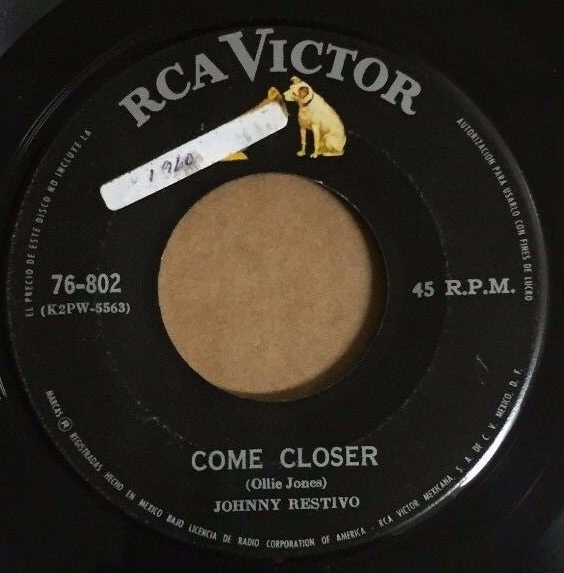 RCA VICTOR
1960
EL PRECIO DE ESTE DISCO NO INCLUYE LA
AUTORIZACION PARA USARLO CON FINES DE LUCRO
76-802
(K2PW-5563)
45 R.P.M.
COME CLOSER
(Ollie Jones)
JOHNNY RESTIVO
MARCAS ® REGISTRADAS HECHO EN MEXICO BAJO LICENCIA DE RADIO CORPORATION OF AMERICA - RCA VICTOR MEXICANA, S. A. DE C. V. MEXICO, D. F.